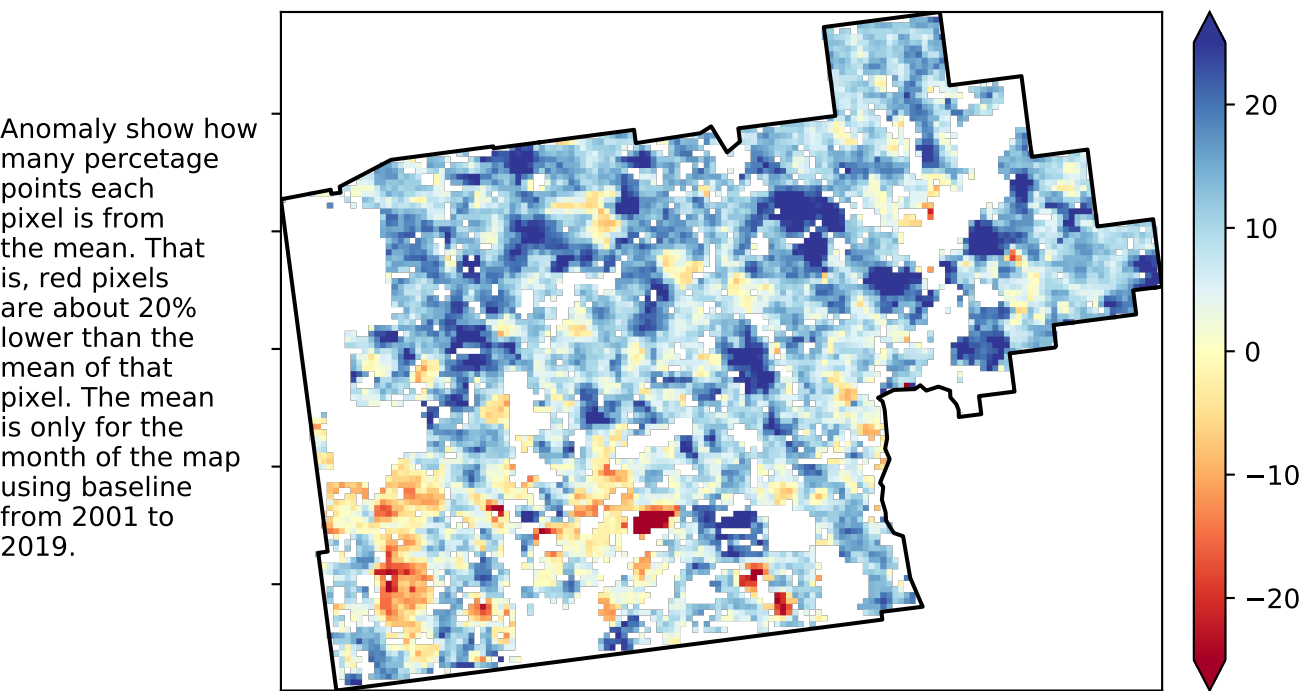 Anomaly show how
many percetage
points each
pixel is from
the mean. That
is, red pixels
are about 20%
lower than the
mean of that
pixel. The mean
is only for the
month of the map
using baseline
from 2001 to
2019.
20
10
0
−10
−20